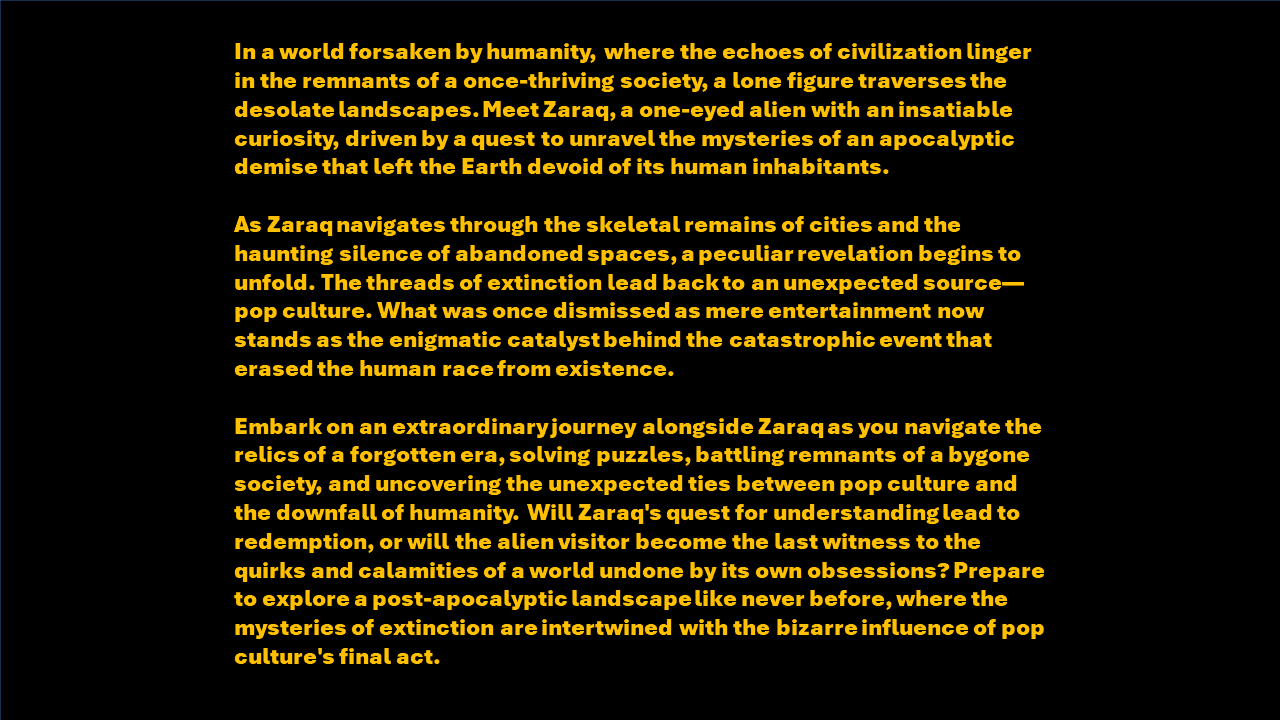 In a world forsaken by humanity, where the echoes of civilization linger
in the remnants of a once-thriving society, a lone figure traverses the
desolate landscapes. Meet Zaraq, a one-eyed alien with an insatiable
curiosity, driven by a quest to unravel the mysteries of an apocalyptic
demise that left the Earth devoid of its human inhabitants.
As Zaraq navigates through the skeletal remains of cities and the
haunting silence of abandoned spaces, a peculiar revelation begins to
unfold. The threads of extinction lead back to an unexpected source—
pop culture. What was once dismissed as mere entertainment now
stands as the enigmatic catalyst behind the catastrophic event that
erased the human race from existence.
Embark on an extraordinary journey alongside Zaraq as you navigate the
relics of a forgotten era, solving puzzles, battling remnants of a bygone
society, and uncovering the unexpected ties between pop culture and
the downfall of humanity. Will Zaraq's quest for understanding lead to
redemption, or will the alien visitor become the last witness to the
quirks and calamities of a world undone by its own obsessions? Prepare
to explore a post-apocalyptic landscape like never before, where the
mysteries of extinction are intertwined with the bizarre influence of pop
culture's final act.